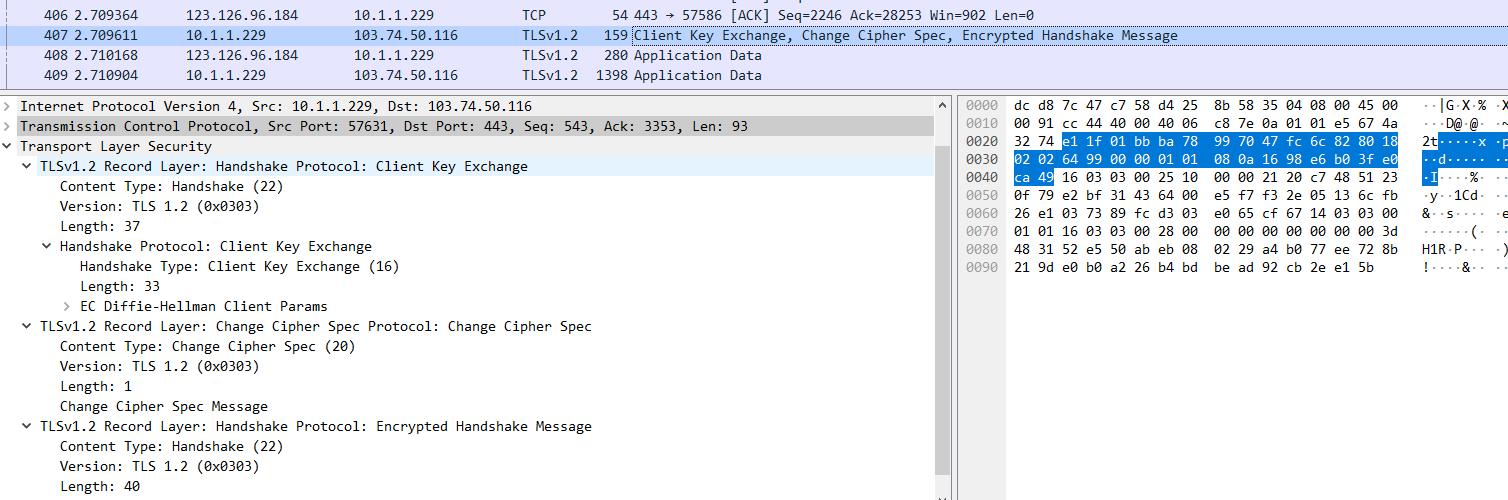 406 2.709364 123.126.96.184 10.1.1.229 TCP 54 443 → 57586 [ACK] Seq=2246 Ack=28253 Win=902 Len=0
407 2.709611 10.1.1.229 103.74.50.116 TLSv1.2 159 Client Key Exchange, Change Cipher Spec, Encrypted Handshake Message
408 2.710168 123.126.96.184 10.1.1.229 TLSv1.2 280 Application Data
409 2.710904 10.1.1.229 103.74.50.116 TLSv1.2 1398 Application Data
Internet Protocol Version 4, Src: 10.1.1.229, Dst: 103.74.50.116
Transmission Control Protocol, Src Port: 57631, Dst Port: 443, Seq: 543, Ack: 3353, Len: 93
Transport Layer Security
TLSv1.2 Record Layer: Handshake Protocol: Client Key Exchange
Content Type: Handshake (22)
Version: TLS 1.2 (0x0303)
Length: 37
Handshake Protocol: Client Key Exchange
Handshake Type: Client Key Exchange (16)
Length: 33
EC Diffie-Hellman Client Params
TLSv1.2 Record Layer: Change Cipher Spec Protocol: Change Cipher Spec
Content Type: Change Cipher Spec (20)
Version: TLS 1.2 (0x0303)
Length: 1
Change Cipher Spec Message
TLSv1.2 Record Layer: Handshake Protocol: Encrypted Handshake Message
Content Type: Handshake (22)
Version: TLS 1.2 (0x0303)
Length: 40
0000 dc d8 7c 47 c7 58 d4 25 8b 58 35 04 08 00 45 00 ··|G·X·% ·X
0010 00 91 cc 44 40 00 40 06 c8 7e 0a 01 01 e5 67 4a ···D@·@· ·~
0020 32 74 e1 1f 01 bb ba 78 99 70 47 fc 6c 82 80 18 2t·····x ·p
0030 02 02 64 99 00 00 01 01 08 0a 16 98 e6 b0 3f e0 ··d····· ··
0040 ca 49 16 03 03 00 25 10 00 00 21 20 c7 48 51 23 ·I····%· ··
0050 0f 79 e2 bf 31 43 64 00 e5 f7 f3 2e 05 13 6c fb ·y··1Cd· ··
0060 26 e1 03 73 89 fc d3 03 e0 65 cf 67 14 03 03 00 &··s···· ·e
0070 01 01 16 03 03 00 28 00 00 00 00 00 00 00 00 3d ······(· ··
0080 48 31 52 e5 50 ab eb 08 02 29 a4 b0 77 ee 72 8b H1R·P··· ·)
0090 21 9d e0 b0 a2 26 b4 bd be ad 92 cb 2e e1 5b !····&·· ··